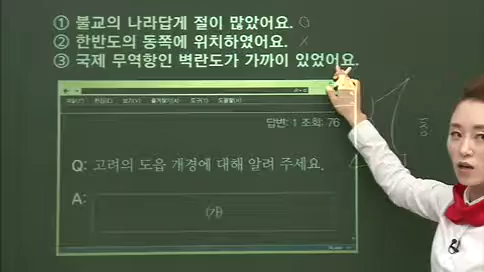 ① 불교의 나라답게 절이 많았어요. ○
② 한반도의 동쪽에 위치하였어요. ×
③ 국제 무역항인 벽란도가 가까이 있었어요.
답변: 1 조회: 76
Q: 고려의 도읍 개경에 대해 알려 주세요.
A:
(가)